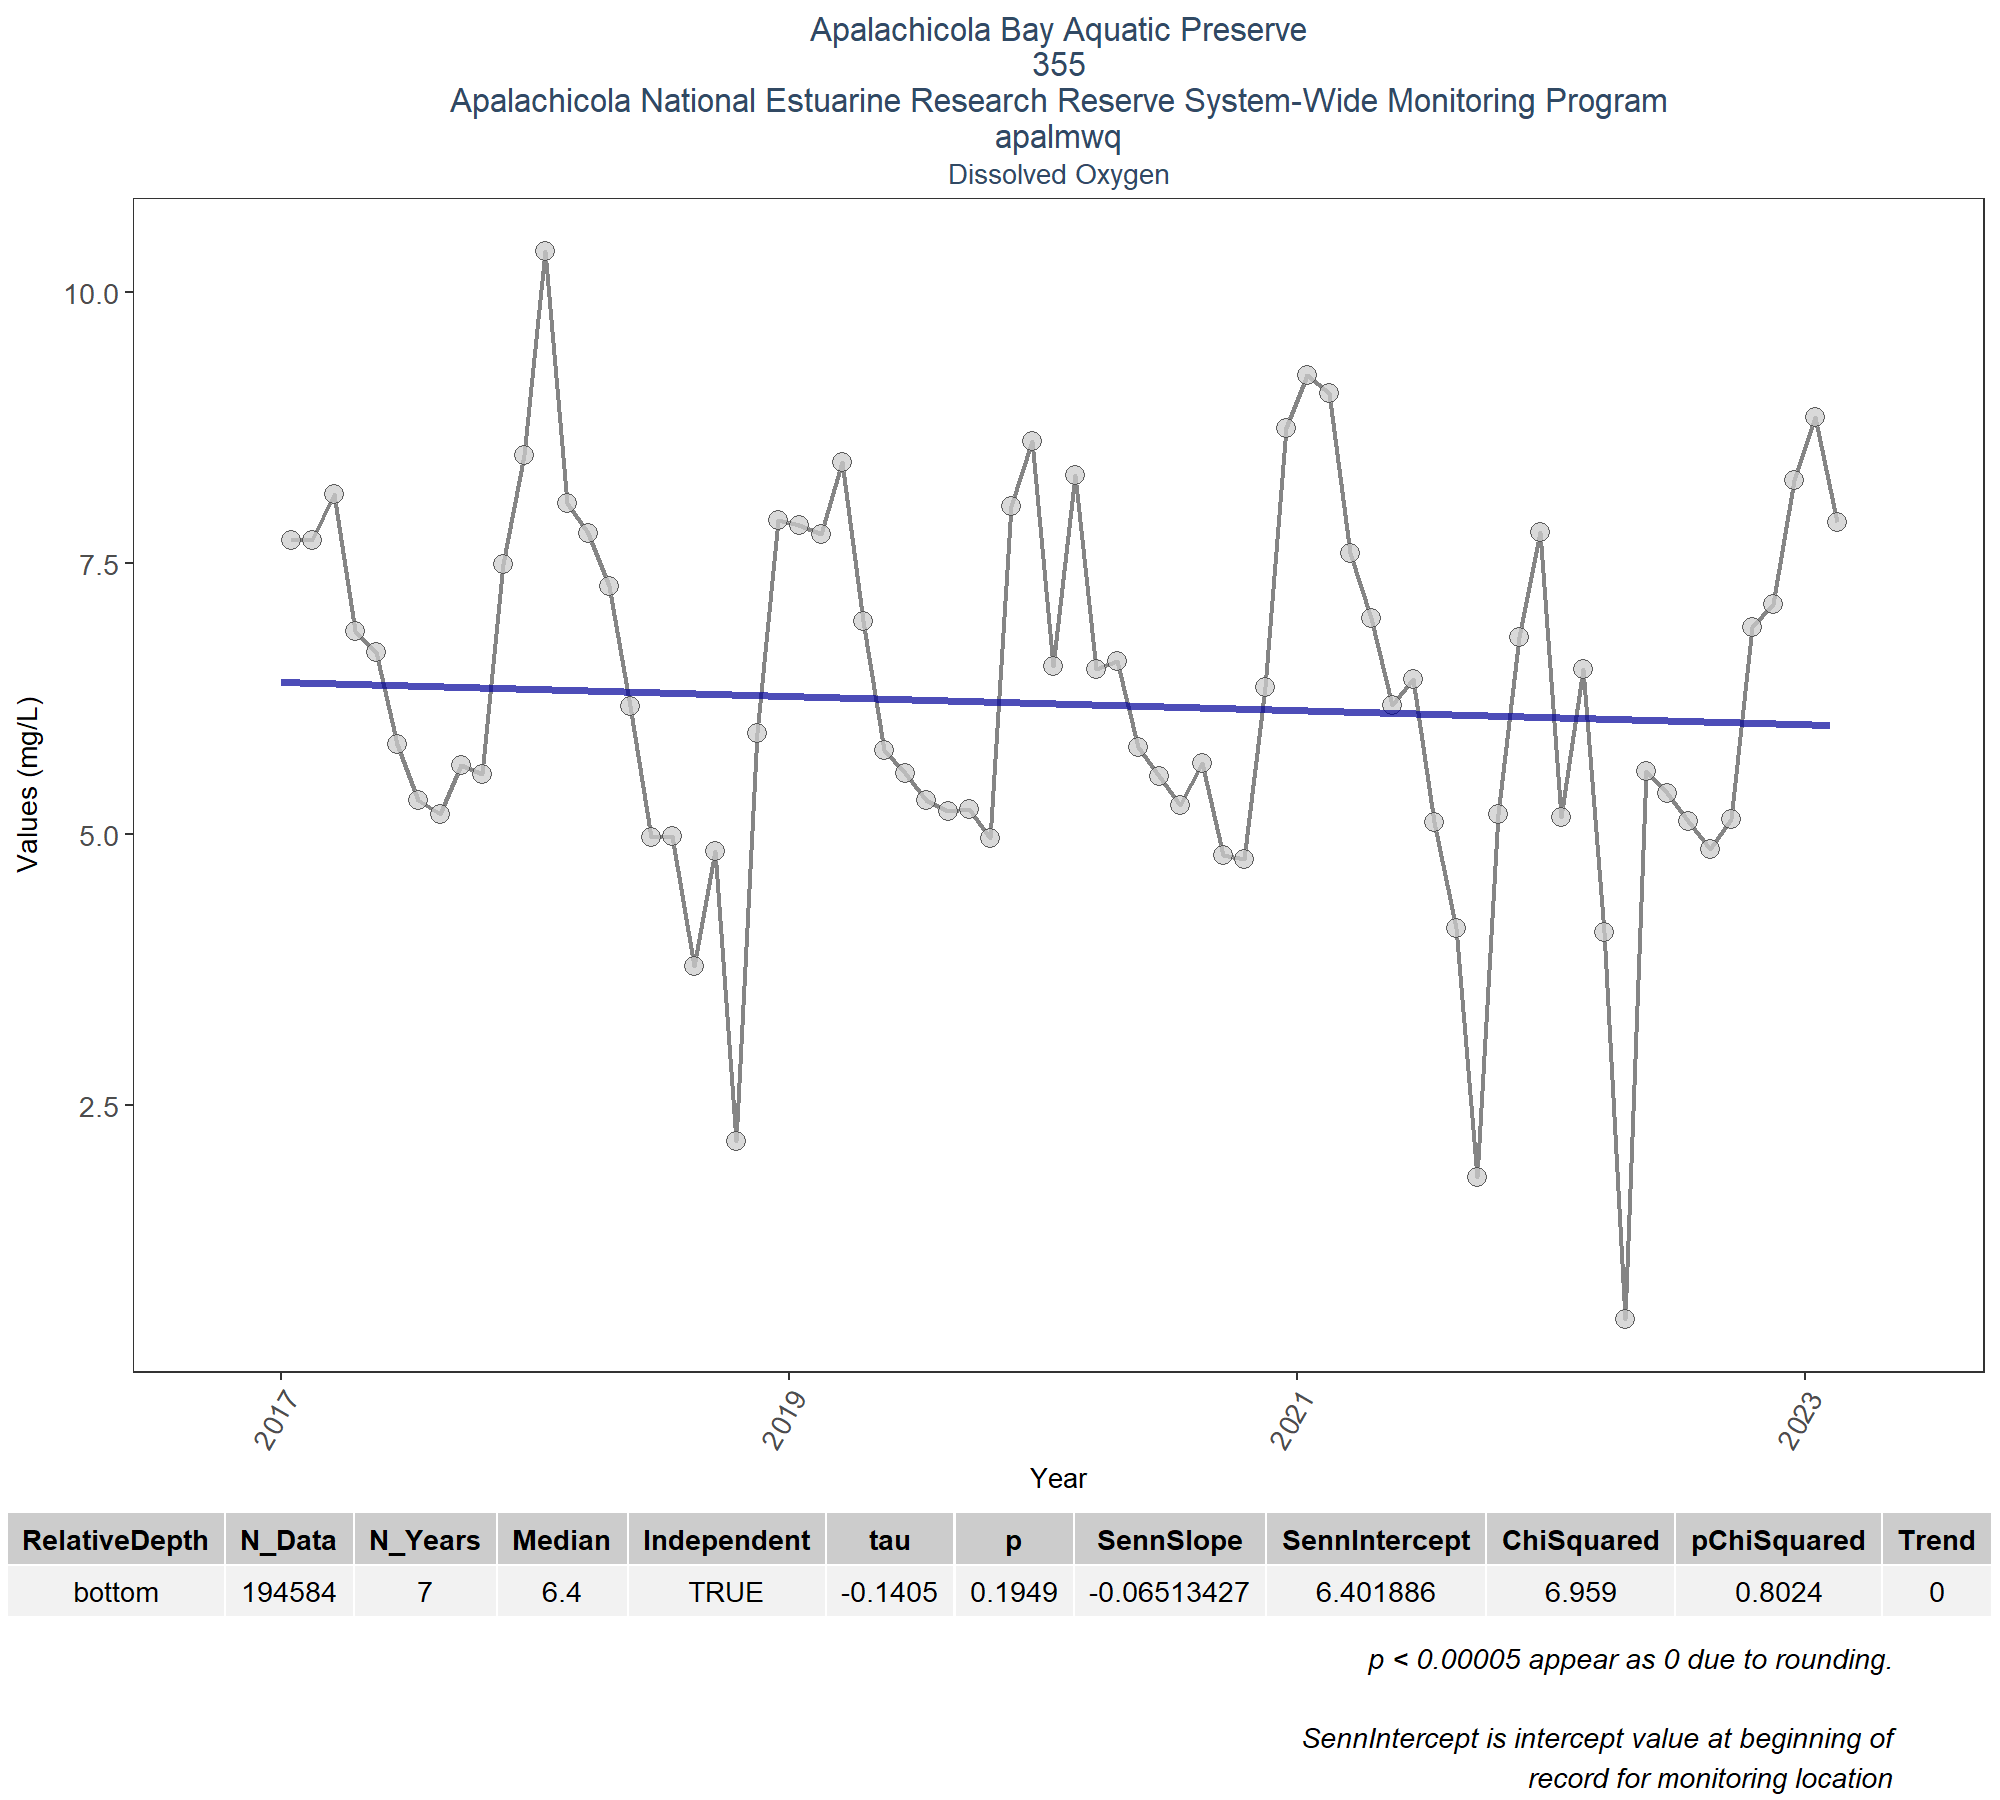 Apalachicola Bay Aquatic Preserve
355
Apalachicola National Estuarine Research Reserve System-Wide Monitoring Program
apalmwq
Dissolved Oxygen
Values (mg/L)
10.0
7.5
5.0
2.5
2017 2019 2021 2023
Year
RelativeDepth N_Data N_Years Median Independent tau p SennSlope SennIntercept ChiSquared pChiSquared Trend
bottom 194584 7 6.4 TRUE -0.1405 0.1949 -0.06513427 6.401886 6.959 0.8024 0
p < 0.00005 appear as 0 due to rounding.
SennIntercept is intercept value at beginning of
record for monitoring location